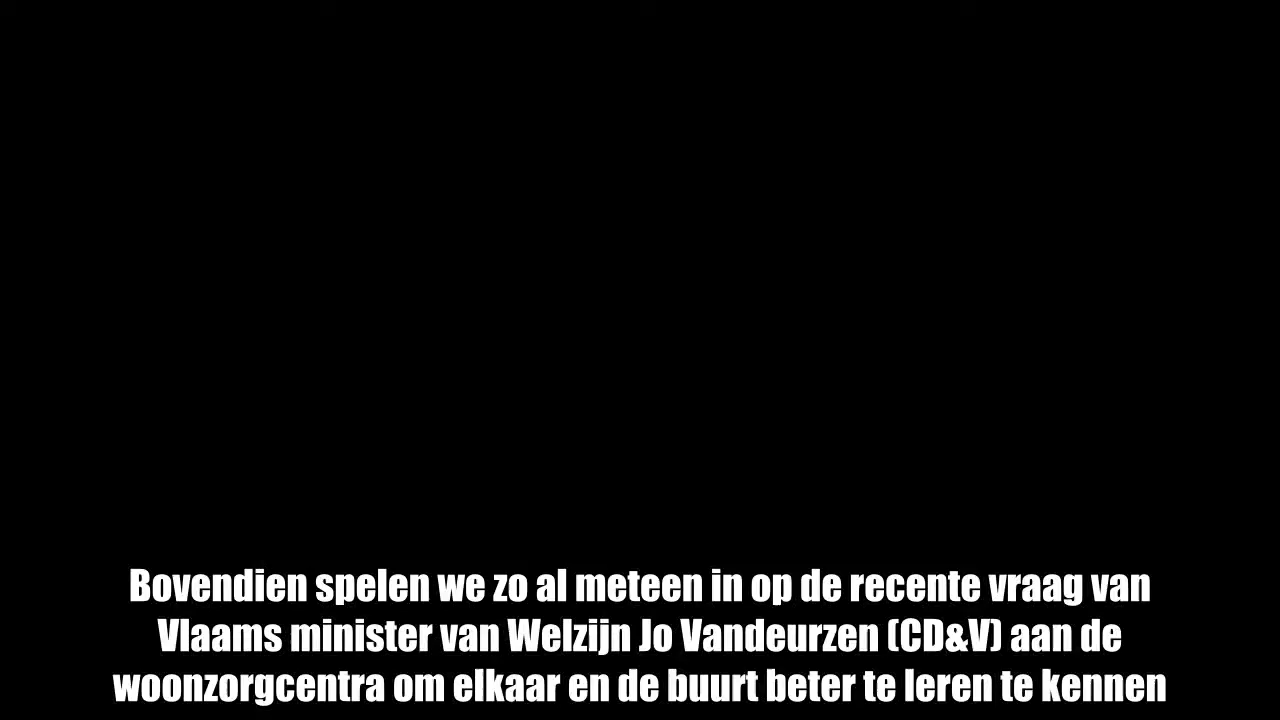 Bovendien spelen we zo al meteen in op de recente vraag van
Vlaams minister van Welzijn Jo Vandeurzen (CD&V) aan de
woonzorgcentra om elkaar en de buurt beter te leren te kennen